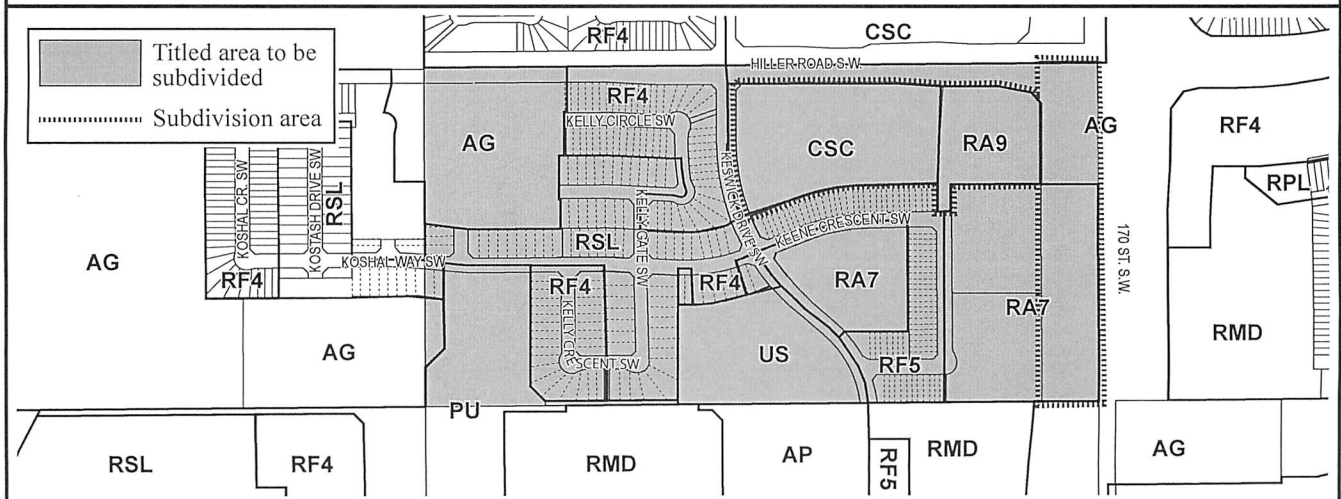 Titled area to be
subdivided
Subdivision area
RF4
CSC
HILLER ROAD S.W.
RF4
KELLY CIRCLE SW
AG
AG
RF4
CSC
RA9
RPL
KOSHAL CR. SW
KOSTASH DRIVE SW
RSL
KELLY GATE SW
KESWICK DRIVE SW
KEENE CRESCENT SW
RSL
170 ST S.W.
AG
KOSHAL WAY SW
RF4
RF4
RF4
RA7
RA7
KELLY CRESCENT SW
RMD
AG
US
RF5
PU
RSL
RF4
RMD
AP
RF5
RMD
AG